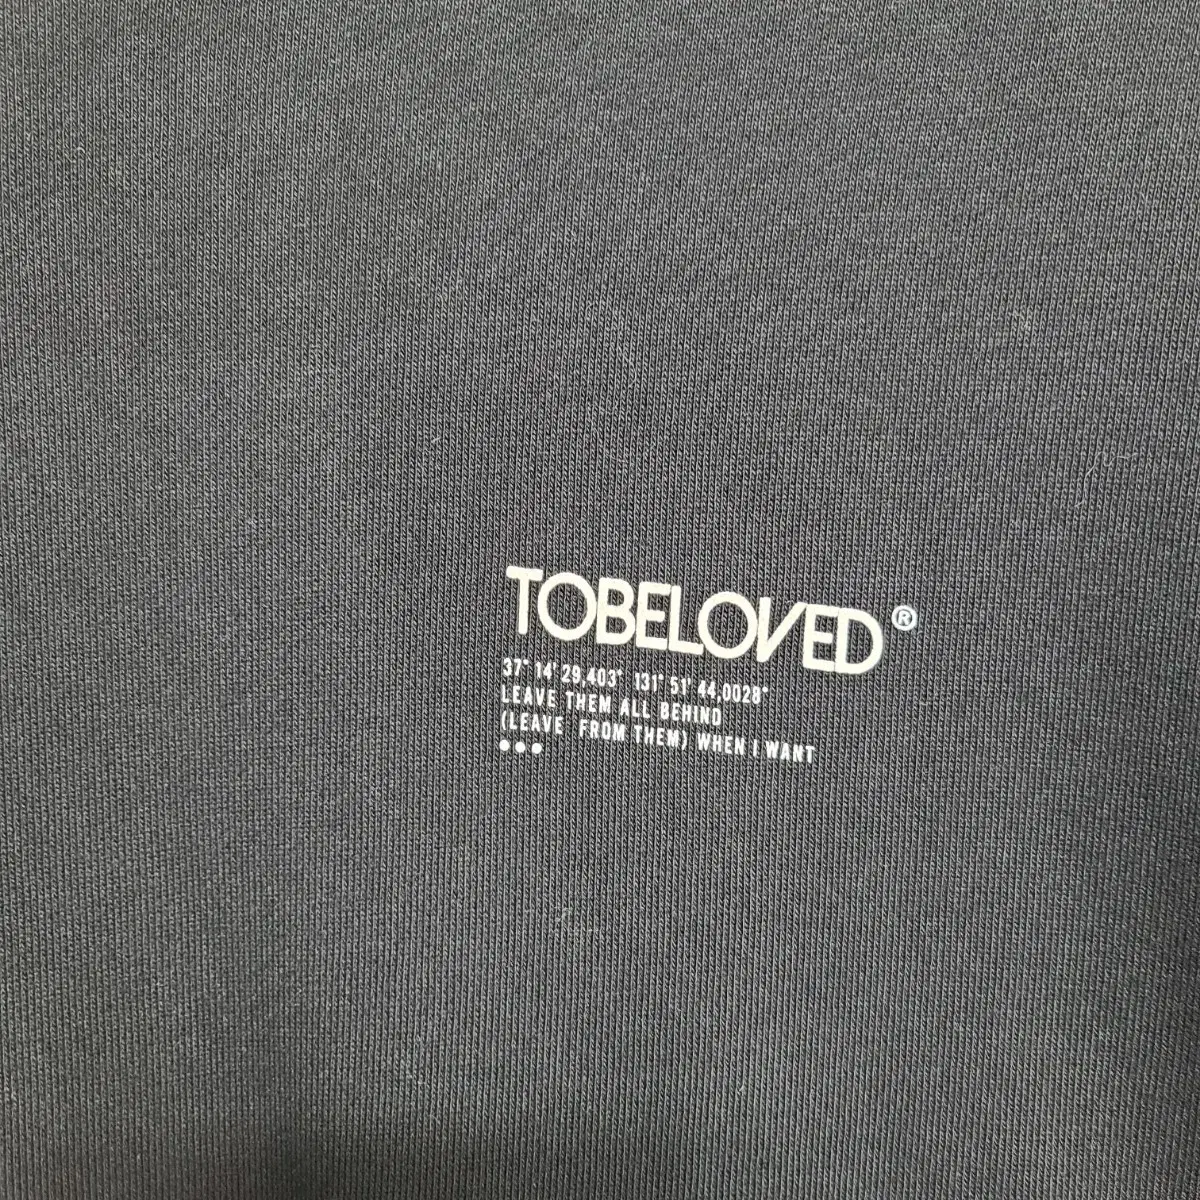 TOBELOVED®
37° 14' 29,403" 131° 51' 44,0028"
LEAVE THEM ALL BEHIND
(LEAVE FROM THEM) WHEN I WANT
●●●